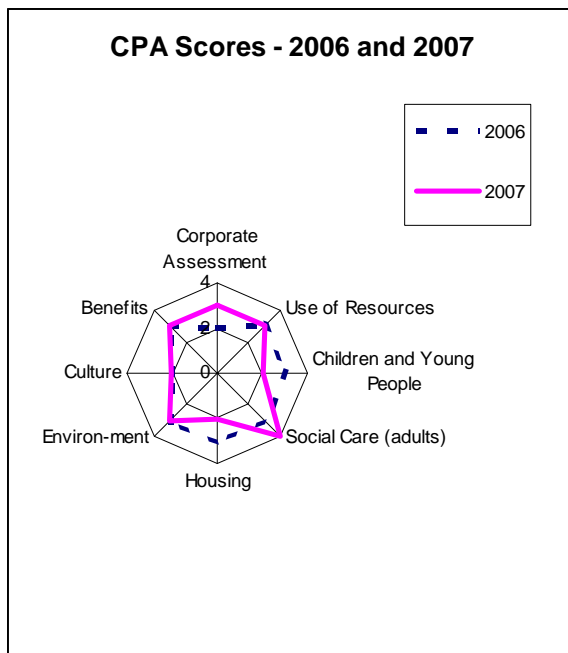 CPA Scores - 2006 and 2007
2006
2007
Corporate
Assessment
4
Benefits
Use of Resources
2
Children and Young
People
Culture
0
Environ-ment
Social Care (adults)
Housing